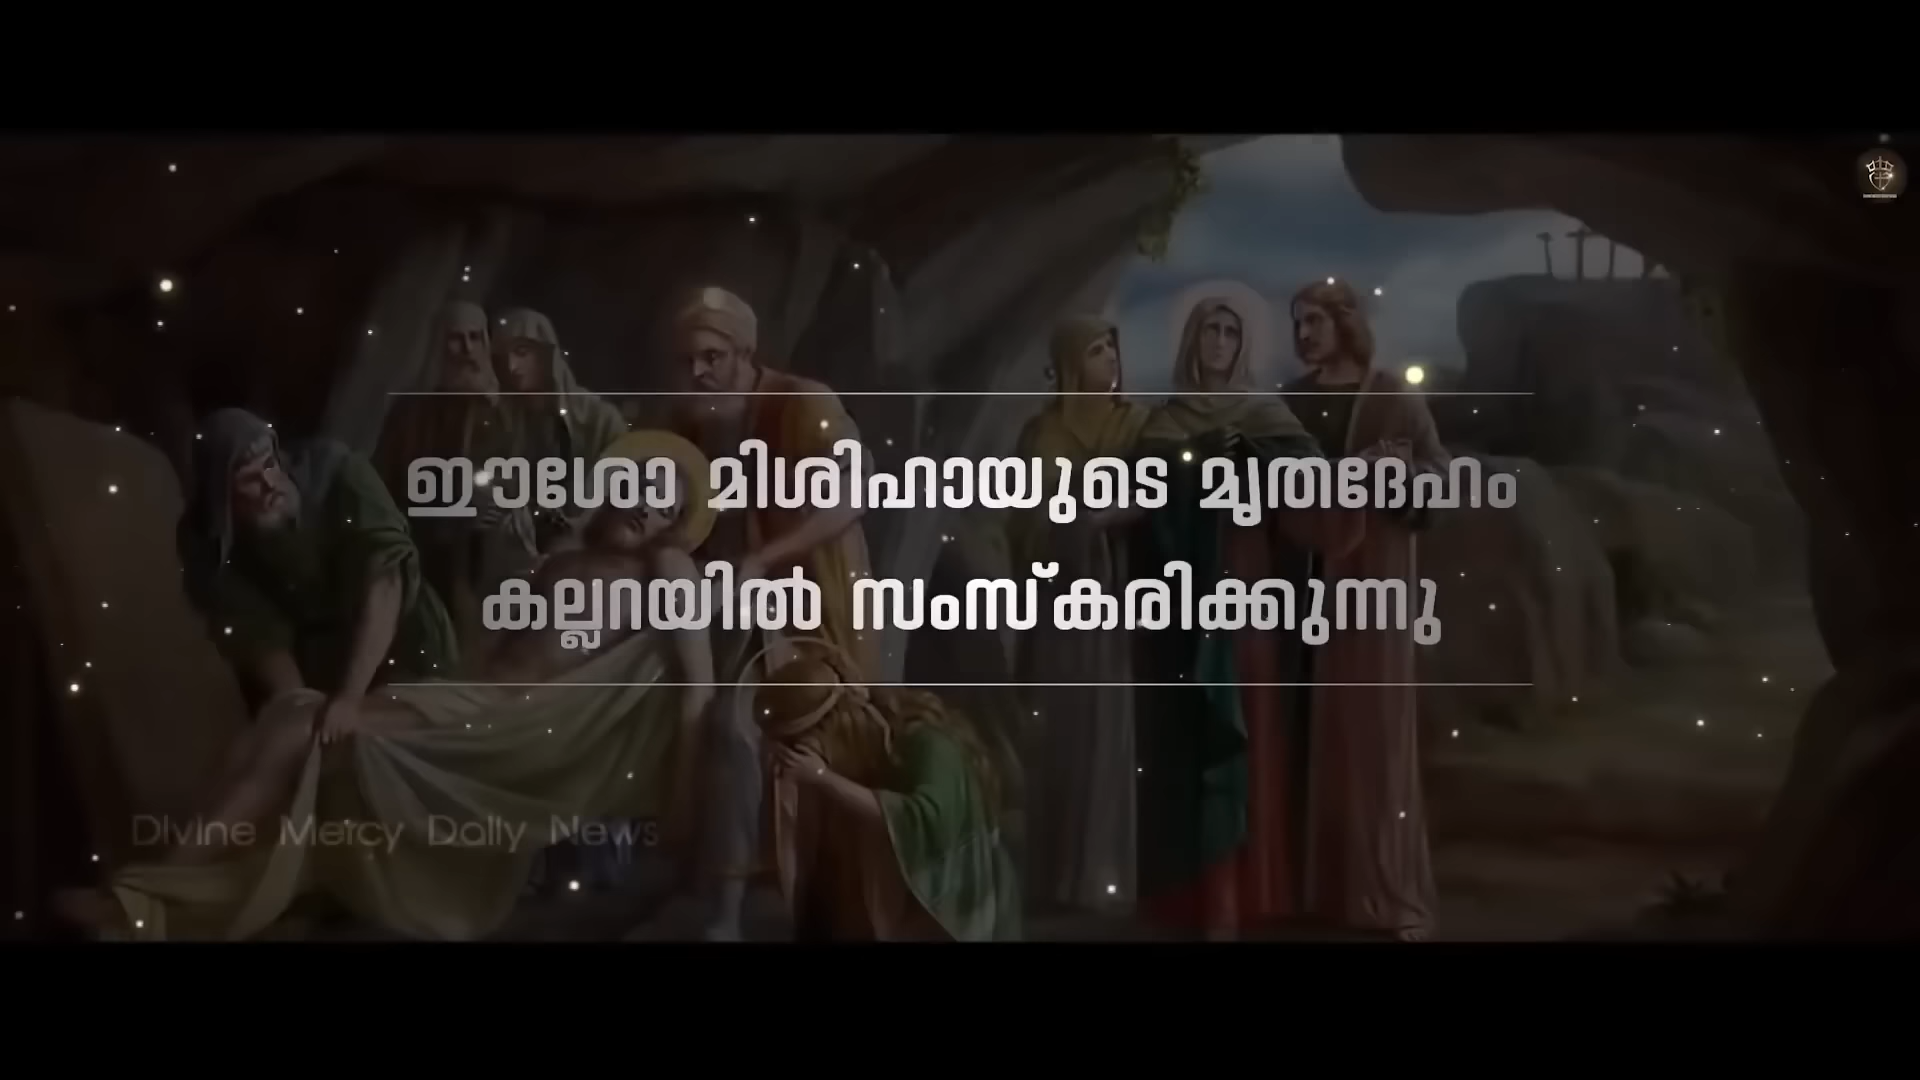 ഈശോ മിശിഹായുടെ മൃതദേഹം
കല്ലറയിൽ സംസ്കരിക്കുന്നു
Divine Mercy Daily News